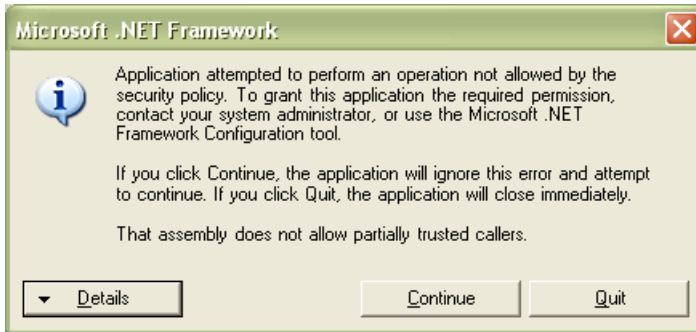 Microsoft .NET Framework
Application attempted to perform an operation not allowed by the
security policy. To grant this application the required permission,
contact your system administrator, or use the Microsoft .NET
Framework Configuration tool.
If you click Continue, the application will ignore this error and attempt
to continue. If you click Quit, the application will close immediately.
That assembly does not allow partially trusted callers.
Details Continue Quit